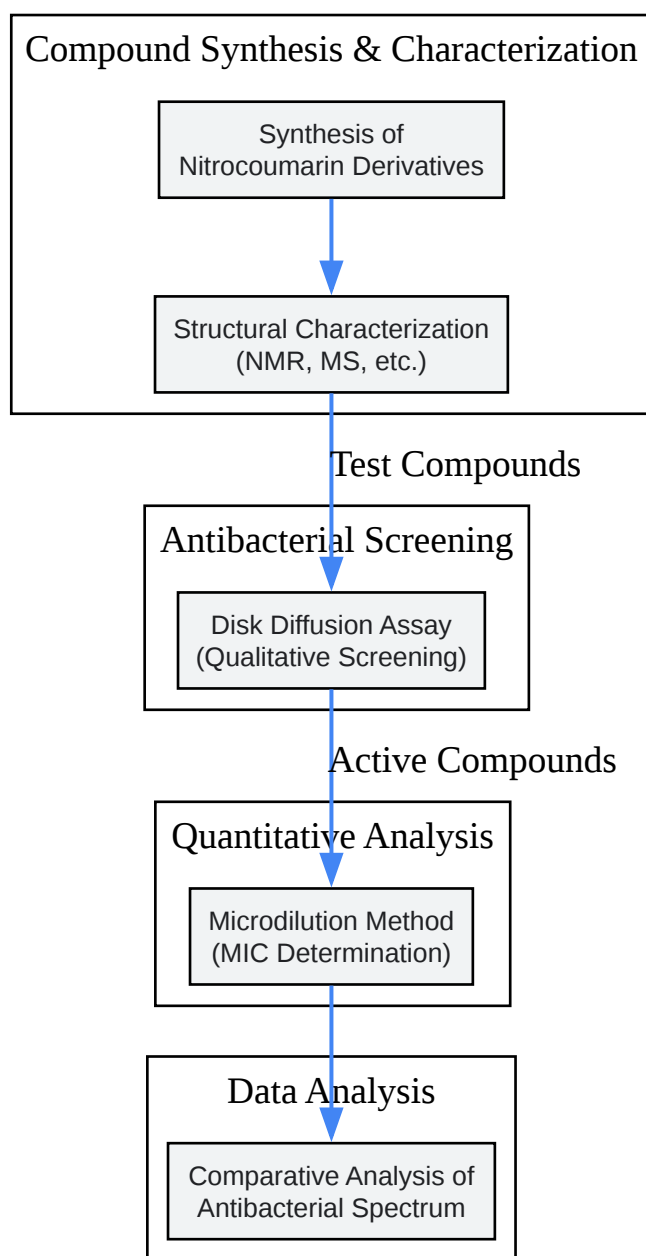 Compound Synthesis & Characterization
Synthesis of
Nitrocoumarin Derivatives
Structural Characterization
(NMR, MS, etc.)
Test Compounds
Antibacterial Screening
Disk Diffusion Assay
(Qualitative Screening)
Active Compounds
Quantitative Analysis
Microdilution Method
(MIC Determination)
Data Analysis
Comparative Analysis of
Antibacterial Spectrum